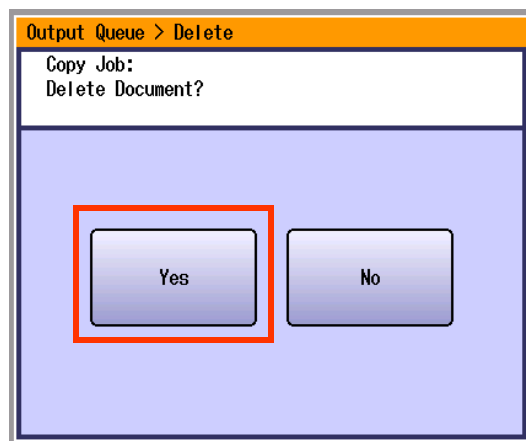 Output Queue > Delete
Copy Job:
Delete Document?
Yes
No